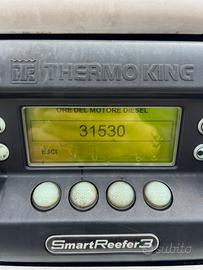 THERMO KING
ORE DEL MOTORE DIESEL
31530
ESCI
SmartReefer3
subito